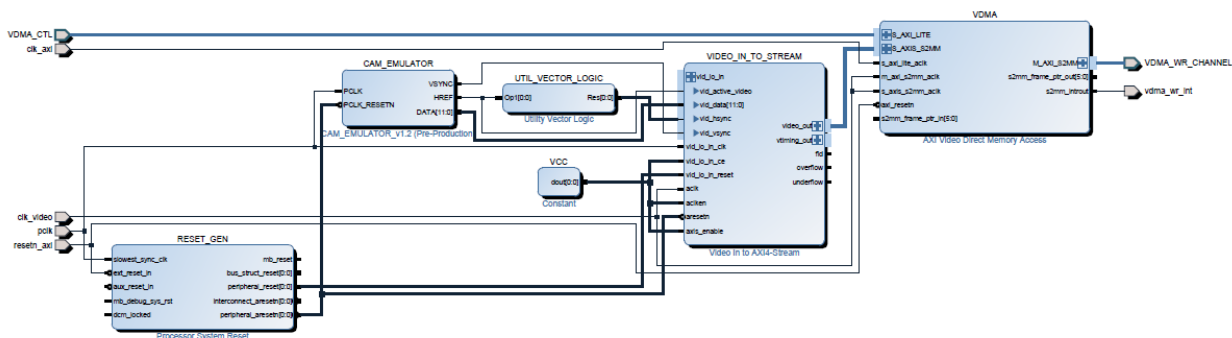 VDMA_CTL
clk_axi
clk_video
pclk
resetn_axi
RESET_GEN
slowest_sync_clk
ext_reset_in
aux_reset_in
mb_debug_sys_rst
dcm_locked
mb_reset
bus_struct_reset[0:0]
peripheral_reset[0:0]
interconnect_aresetn[0:0]
peripheral_aresetn[0:0]
Processor System Reset
CAM_EMULATOR
PCLK
PCLK_RESETN
VSYNC
HREF
DATA[11:0]
CAM_EMULATOR_v1.2 (Pre-Production
UTIL_VECTOR_LOGIC
Op1[0:0]
Res[0:0]
Utility Vector Logic
VCC
dout[0:0]
Constant
VIDEO_IN_TO_STREAM
vid_io_in
vid_active_video
vid_data[11:0]
vid_hsync
vid_vsync
vid_io_in_clk
vid_io_in_ce
vid_io_in_reset
aclk
aclken
aresetn
axis_enable
video_out
vtiming_out
fid
overflow
underflow
Video In to AXI4-Stream
VDMA
S_AXI_LITE
S_AXIS_S2MM
s_axi_lite_aclk
m_axi_s2mm_aclk
s_axis_s2mm_aclk
axi_resetn
s2mm_frame_ptr_in[5:0]
M_AXI_S2MM
s2mm_frame_ptr_out[5:0]
s2mm_introut
AXI Video Direct Memory Access
VDMA_WR_CHANNEL
vdma_wr_int